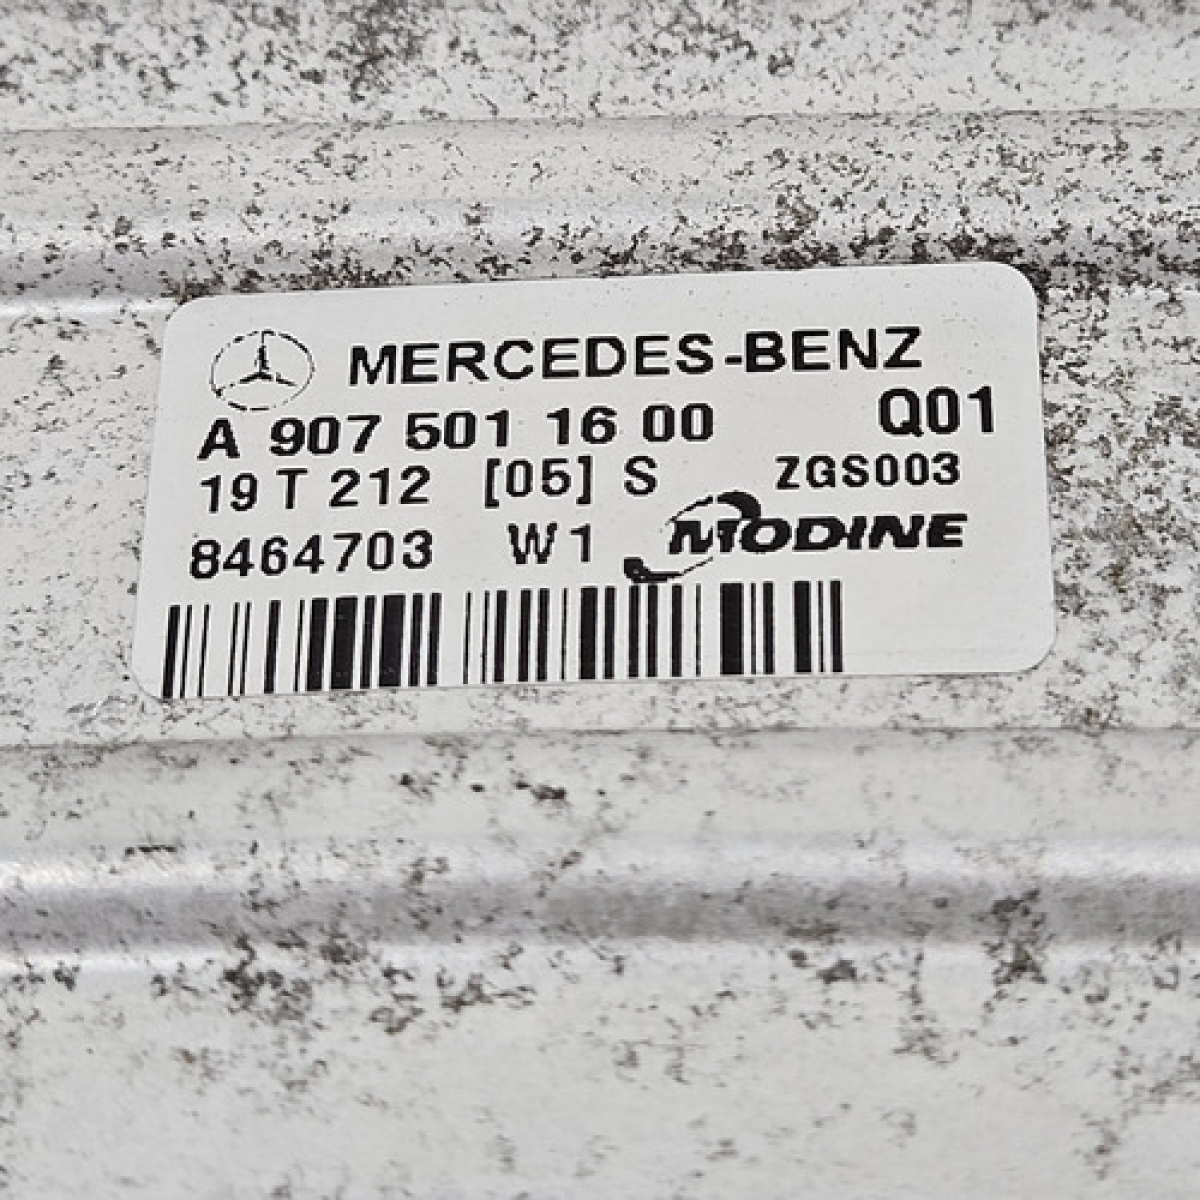 MERCEDES-BENZ
A 907 501 16 00 Q01
19 T 212 [05] S ZGS003
8464703 W1 MODINE